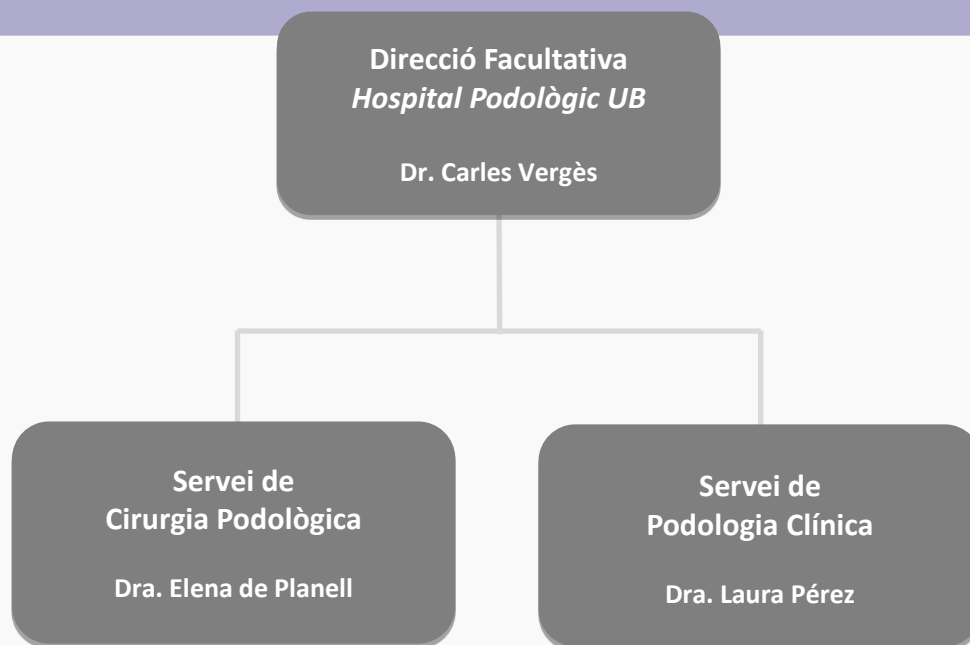 Direcció Facultativa
Hospital Podològic UB
Dr. Carles Vergès
Servei de
Cirurgia Podològica
Dra. Elena de Planell
Servei de
Podologia Clínica
Dra. Laura Pérez